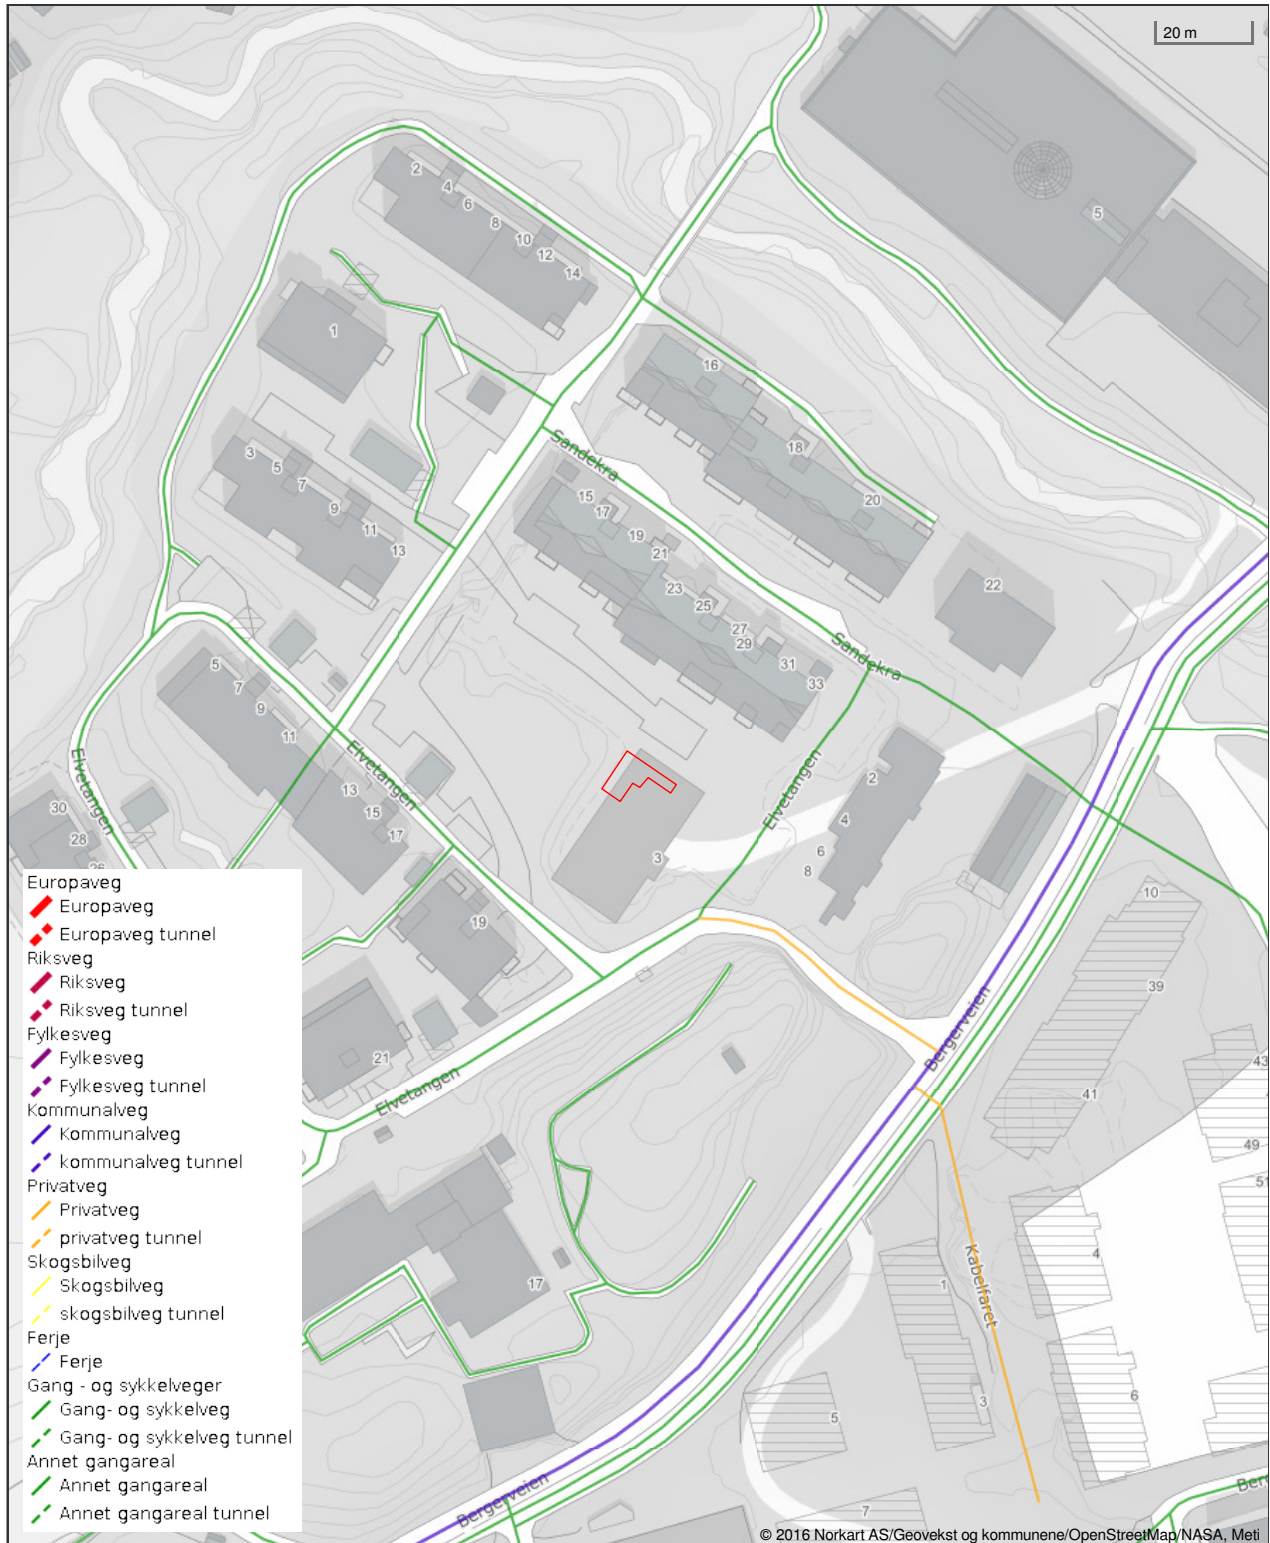 20 m
5
2
4
6
8
10
12
14
1
16
Sandekra
18
3
5
7
9
11
13
20
15
17
19
21
22
23
25
27
29
31
33
Sandekra
5
7
9
11
Elvetangen
Elvetangen
13
15
17
Elvetangen
2
4
6
8
3
30
28
26
19
10
39
Bergerveien
21
Elvetangen
41
43
49
51
17
4
1
Kabelfaret
3
6
5
7
Bergerveien
Ber
Europaveg
Europaveg
Europaveg tunnel
Riksveg
Riksveg
Riksveg tunnel
Fylkesveg
Fylkesveg
Fylkesveg tunnel
Kommunalveg
Kommunalveg
kommunalveg tunnel
Privatveg
Privatveg
privatveg tunnel
Skogsbilveg
Skogsbilveg
skogsbilveg tunnel
Ferje
Ferje
Gang - og sykkelveger
Gang- og sykkelveg
Gang- og sykkelveg tunnel
Annet gangareal
Annet gangareal
Annet gangareal tunnel
© 2016 Norkart AS/Geovekst og kommunene/OpenStreetMap/NASA, Meti